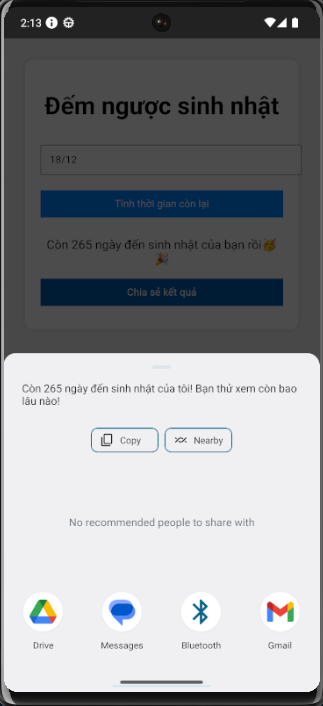 2:13
Đếm ngược sinh nhật
18/12
Tính thời gian còn lại
Còn 265 ngày đến sinh nhật của bạn rồi🥳
🎉
Chia sẻ kết quả
Còn 265 ngày đến sinh nhật của tôi! Bạn thử xem còn bao
lâu nào!
Copy
Nearby
No recommended people to share with
Drive
Messages
Bluetooth
Gmail